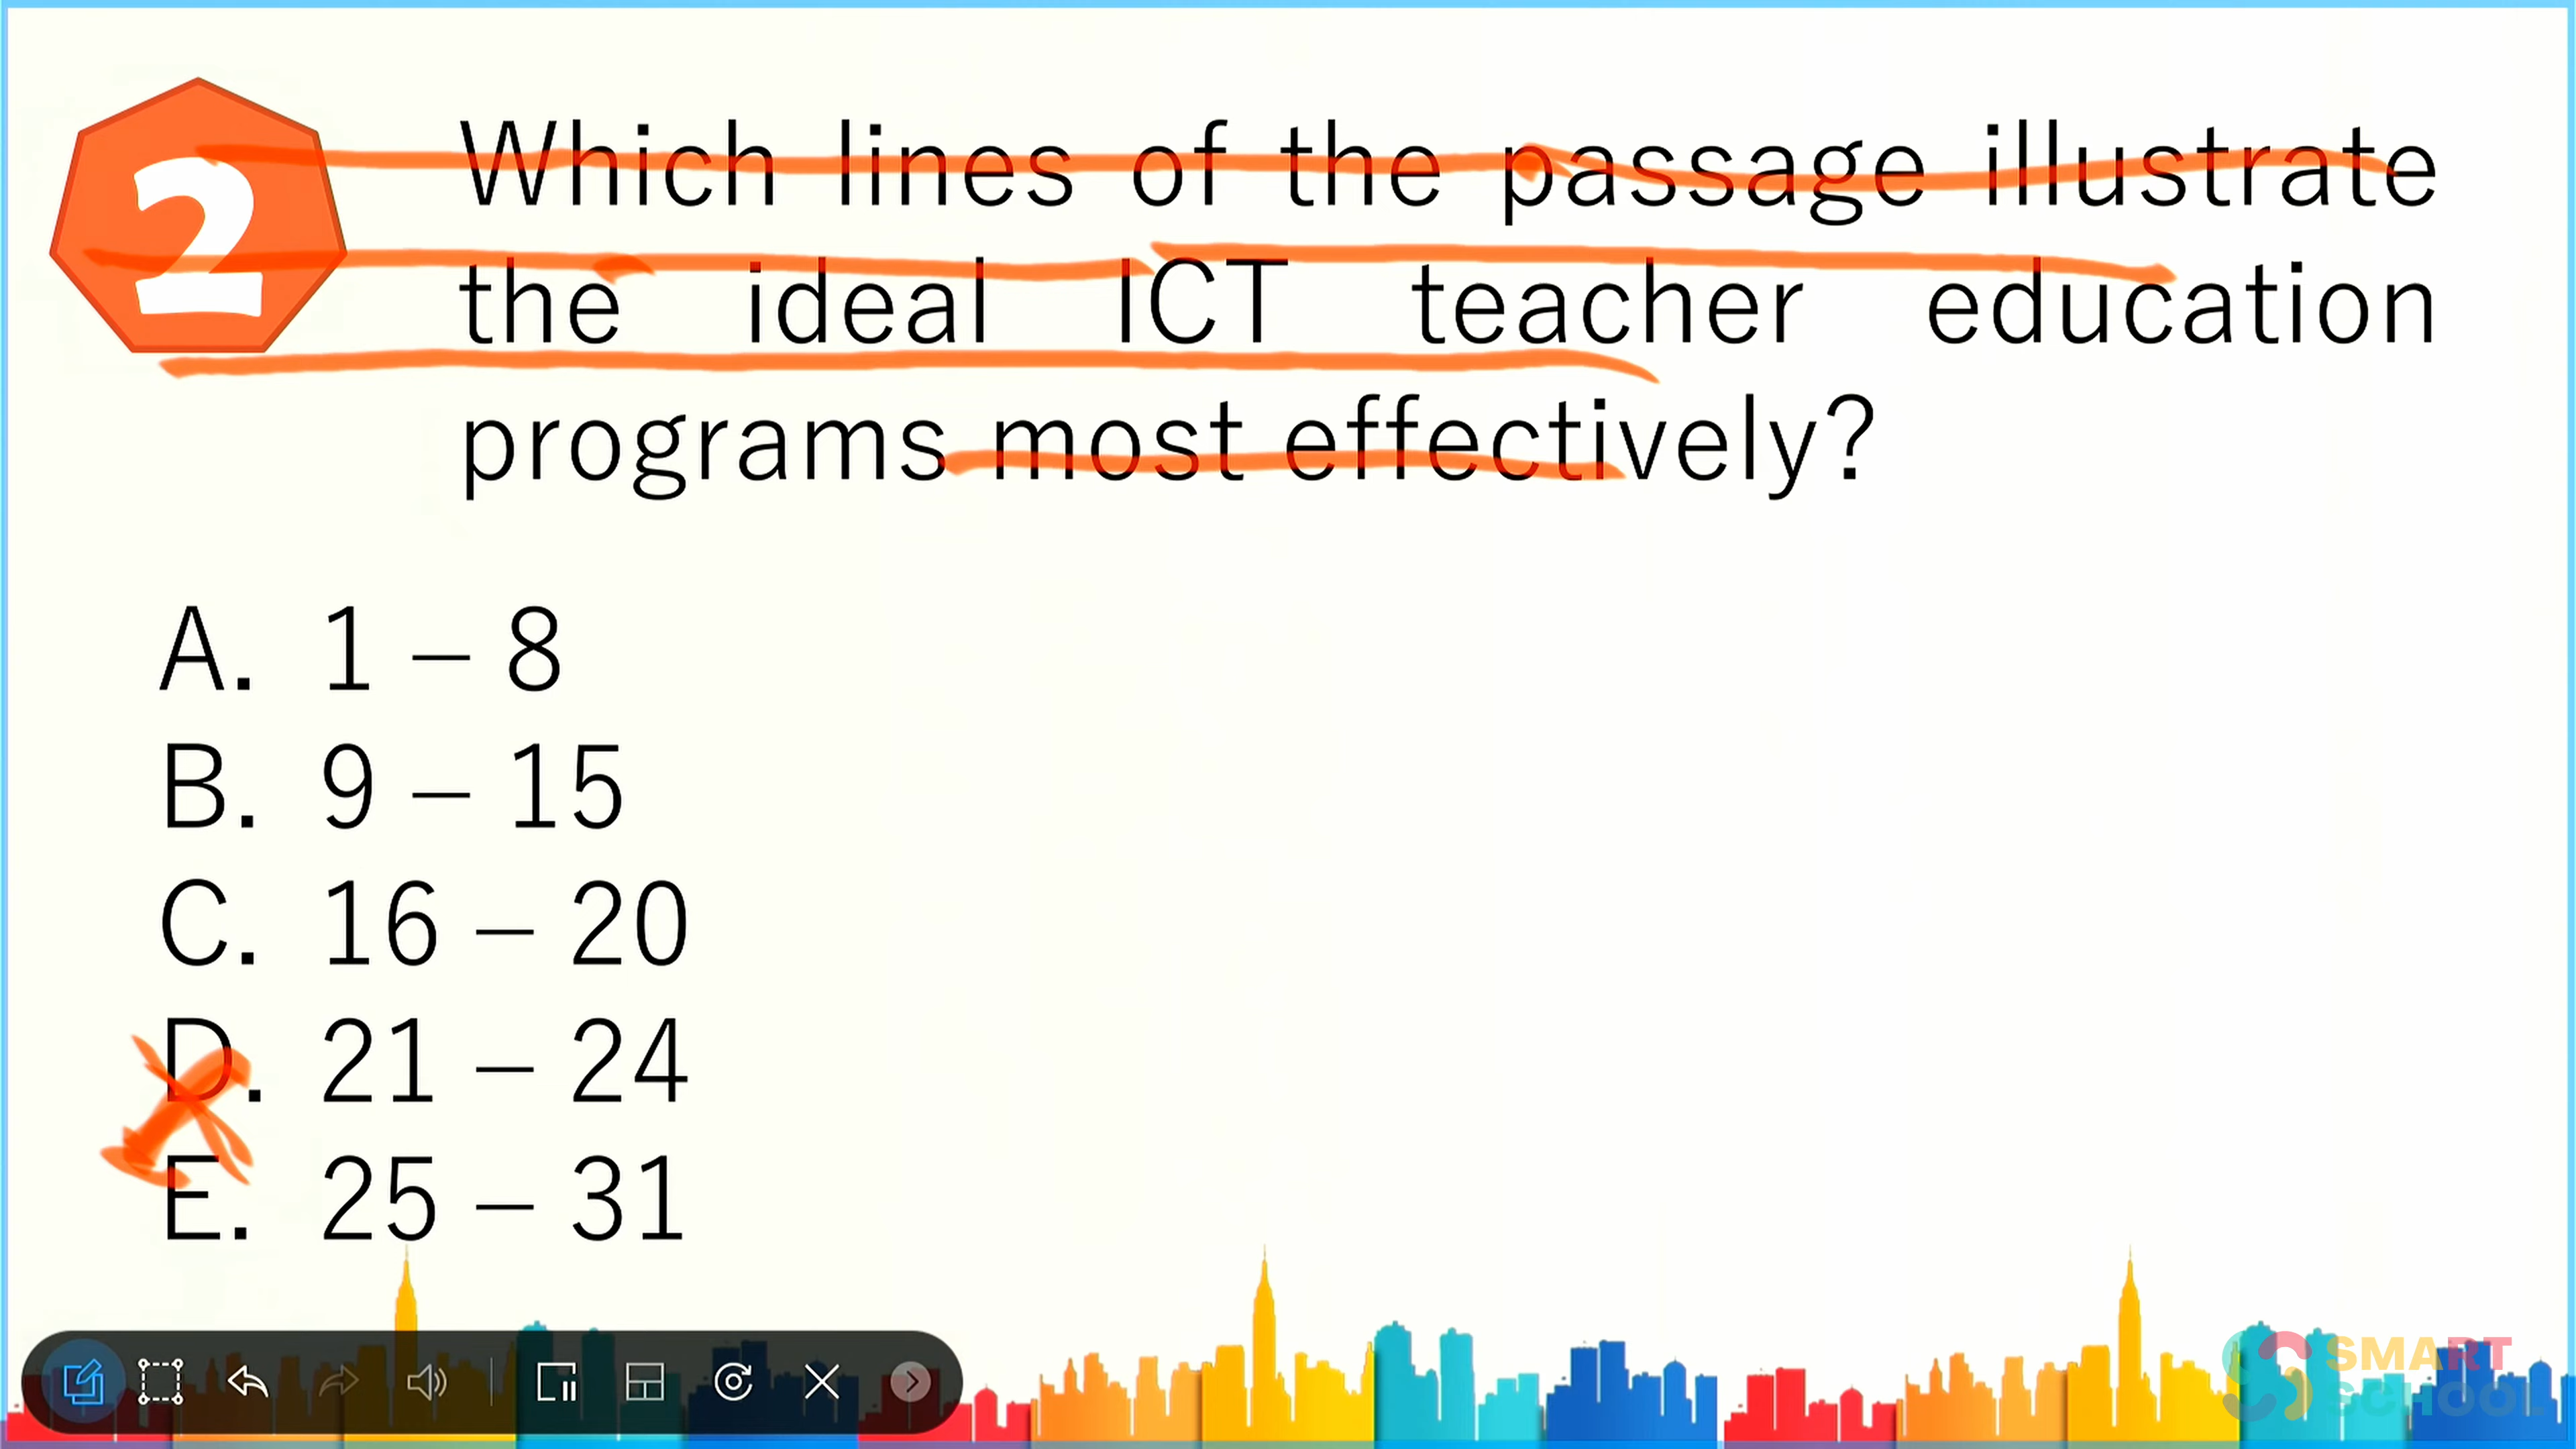 2
Which lines of the passage illustrate
the ideal ICT teacher education
programs most effectively?
A. 1 – 8
B. 9 – 15
C. 16 – 20
D. 21 – 24
E. 25 – 31
SMART
SCHOOL